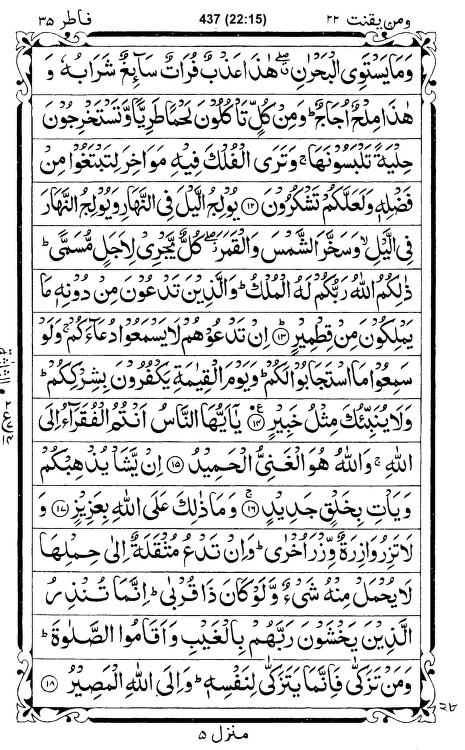 ومن يقنت ٢٢ 437 (22:15) فاطر ٣٥
وَمَا يَسْتَوِي الْبَحْرٰنِ ۖ هٰذَا عَذْبٌ فُرَاتٌ سَآئِغٌ شَرَابُهٗ وَ
هٰذَا مِلْحٌ اُجَاجٌ ؕ وَمِنْ كُلٍّ تَاْكُلُوْنَ لَحْمًا طَرِيًّا وَّتَسْتَخْرِجُوْنَ
حِلْيَةً تَلْبَسُوْنَهَا ۚ وَتَرَى الْفُلْكَ فِيْهِ مَوَاخِرَ لِتَبْتَغُوْا مِنْ
فَضْلِهٖ وَلَعَلَّكُمْ تَشْكُرُوْنَ ﴿١٢﴾ يُوْلِجُ الَّيْلَ فِي النَّهَارِ وَيُوْلِجُ النَّهَارَ
فِي الَّيْلِ ۙ وَسَخَّرَ الشَّمْسَ وَالْقَمَرَ ۖ كُلٌّ يَّجْرِيْ لِاَجَلٍ مُّسَمًّى ؕ
ذٰلِكُمُ اللّٰهُ رَبُّكُمْ لَهُ الْمُلْكُ ؕ وَالَّذِيْنَ تَدْعُوْنَ مِنْ دُوْنِهٖ مَا
يَمْلِكُوْنَ مِنْ قِطْمِيْرٍ ﴿١٣﴾ اِنْ تَدْعُوْهُمْ لَا يَسْمَعُوْا دُعَآءَكُمْ ۚ وَلَوْ
سَمِعُوْا مَا اسْتَجَابُوْا لَكُمْ ؕ وَيَوْمَ الْقِيٰمَةِ يَكْفُرُوْنَ بِشِرْكِكُمْ ؕ
وَلَا يُنَبِّئُكَ مِثْلُ خَبِيْرٍ ﴿١٤﴾ يٰٓاَيُّهَا النَّاسُ اَنْتُمُ الْفُقَرَآءُ اِلَى
اللّٰهِ ۚ وَاللّٰهُ هُوَ الْغَنِيُّ الْحَمِيْدُ ﴿١٥﴾ اِنْ يَّشَاْ يُذْهِبْكُمْ
وَيَاْتِ بِخَلْقٍ جَدِيْدٍ ﴿١٦﴾ وَمَا ذٰلِكَ عَلَى اللّٰهِ بِعَزِيْزٍ ﴿١٧﴾ وَ
لَا تَزِرُ وَازِرَةٌ وِّزْرَ اُخْرٰى ؕ وَاِنْ تَدْعُ مُثْقَلَةٌ اِلٰى حِمْلِهَا
لَا يُحْمَلْ مِنْهُ شَيْءٌ وَّلَوْ كَانَ ذَا قُرْبٰى ؕ اِنَّمَا تُنْذِرُ
الَّذِيْنَ يَخْشَوْنَ رَبَّهُمْ بِالْغَيْبِ وَاَقَامُوا الصَّلٰوةَ ؕ
وَمَنْ تَزَكّٰى فَاِنَّمَا يَتَزَكّٰى لِنَفْسِهٖ ؕ وَاِلَى اللّٰهِ الْمَصِيْرُ ﴿١٨﴾
منزل ٥